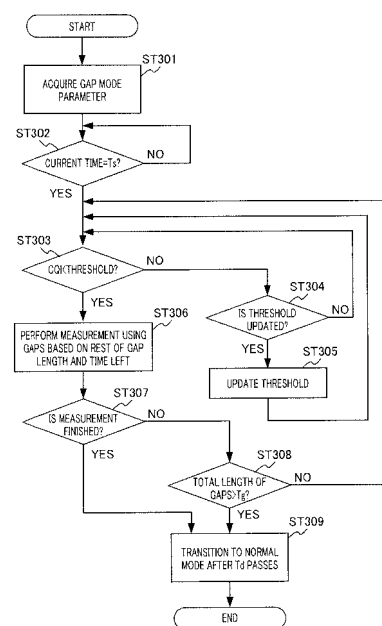 START
ST301
ACQUIRE GAP MODE
PARAMETER
ST302
CURRENT TIME=Ts?
NO
YES
ST303
CQI<THRESHOLD?
NO
YES
ST304
IS THRESHOLD
UPDATED?
NO
YES
ST305
UPDATE THRESHOLD
ST306
PERFORM MEASUREMENT USING
GAPS BASED ON REST OF GAP
LENGTH AND TIME LEFT
ST307
IS MEASUREMENT
FINISHED?
NO
YES
ST308
TOTAL LENGTH OF
GAPS>Tg?
NO
YES
ST309
TRANSITION TO NORMAL
MODE AFTER Td PASSES
END